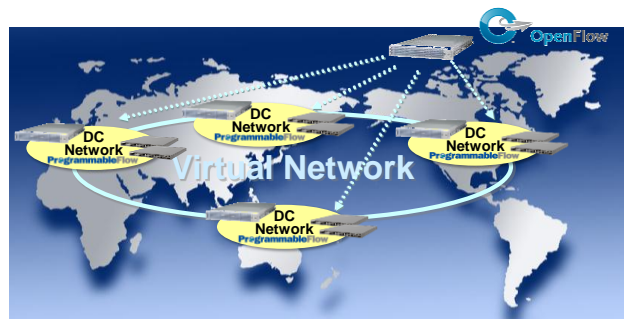 OpenFlow
DC
Network
ProgrammableFlow
DC
Network
ProgrammableFlow
DC
Network
ProgrammableFlow
Virtual Network
DC
Network
ProgrammableFlow